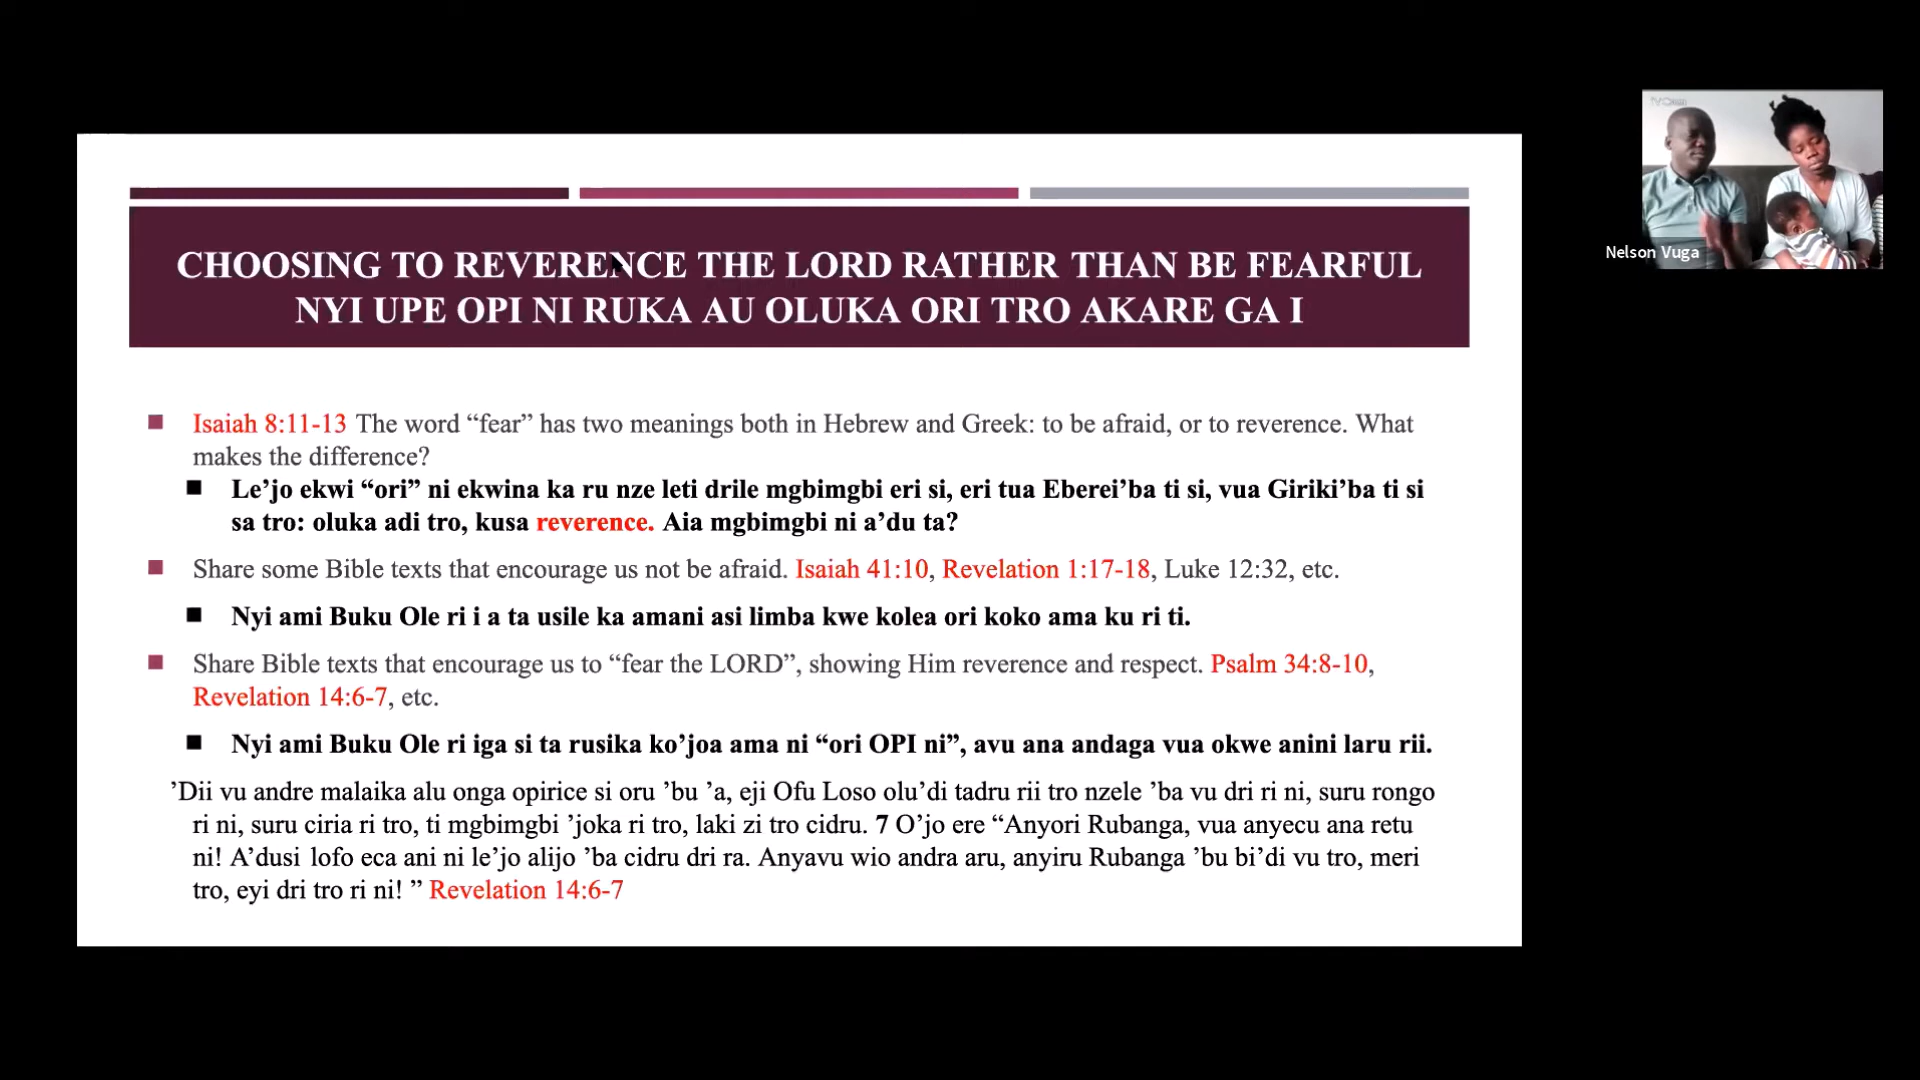 CHOOSING TO REVERENCE THE LORD RATHER THAN BE FEARFUL
NYI UPE OPI NI RUKA AU OLUKA ORI TRO AKARE GA I
Isaiah 8:11-13 The word “fear” has two meanings both in Hebrew and Greek: to be afraid, or to reverence. What
makes the difference?
Le’jo ekwi “ori” ni ekwina ka ru nze leti drile mgbimgbi eri si, eri tua Eberei’ba ti si, vua Giriki’ba ti si
sa tro: oluka adi tro, kusa reverence. Aia mgbimgbi ni a’du ta?
Share some Bible texts that encourage us not be afraid. Isaiah 41:10, Revelation 1:17-18, Luke 12:32, etc.
Nyi ami Buku Ole ri i a ta usile ka amani asi limba kwe kolea ori koko ama ku ri ti.
Share Bible texts that encourage us to “fear the LORD”, showing Him reverence and respect. Psalm 34:8-10,
Revelation 14:6-7, etc.
Nyi ami Buku Ole ri iga si ta rusika ko’joa ama ni “ori OPI ni”, avu ana andaga vua okwe anini laru rii.
’Dii vu andre malaika alu onga opirice si oru ’bu ’a, eji Ofu Loso olu’di tadru rii tro nzele ’ba vu dri ri ni, suru rongo
ri ni, suru ciria ri tro, ti mgbimgbi ’joka ri tro, laki zi tro cidru. 7 O’jo ere “Anyori Rubanga, vua anyecu ana retu
ni! A’dusi lofo eca ani ni le’jo alijo ’ba cidru dri ra. Anyavu wio andra aru, anyiru Rubanga ’bu bi’di vu tro, meri
tro, eyi dri tro ri ni! ” Revelation 14:6-7
Nelson Vuga